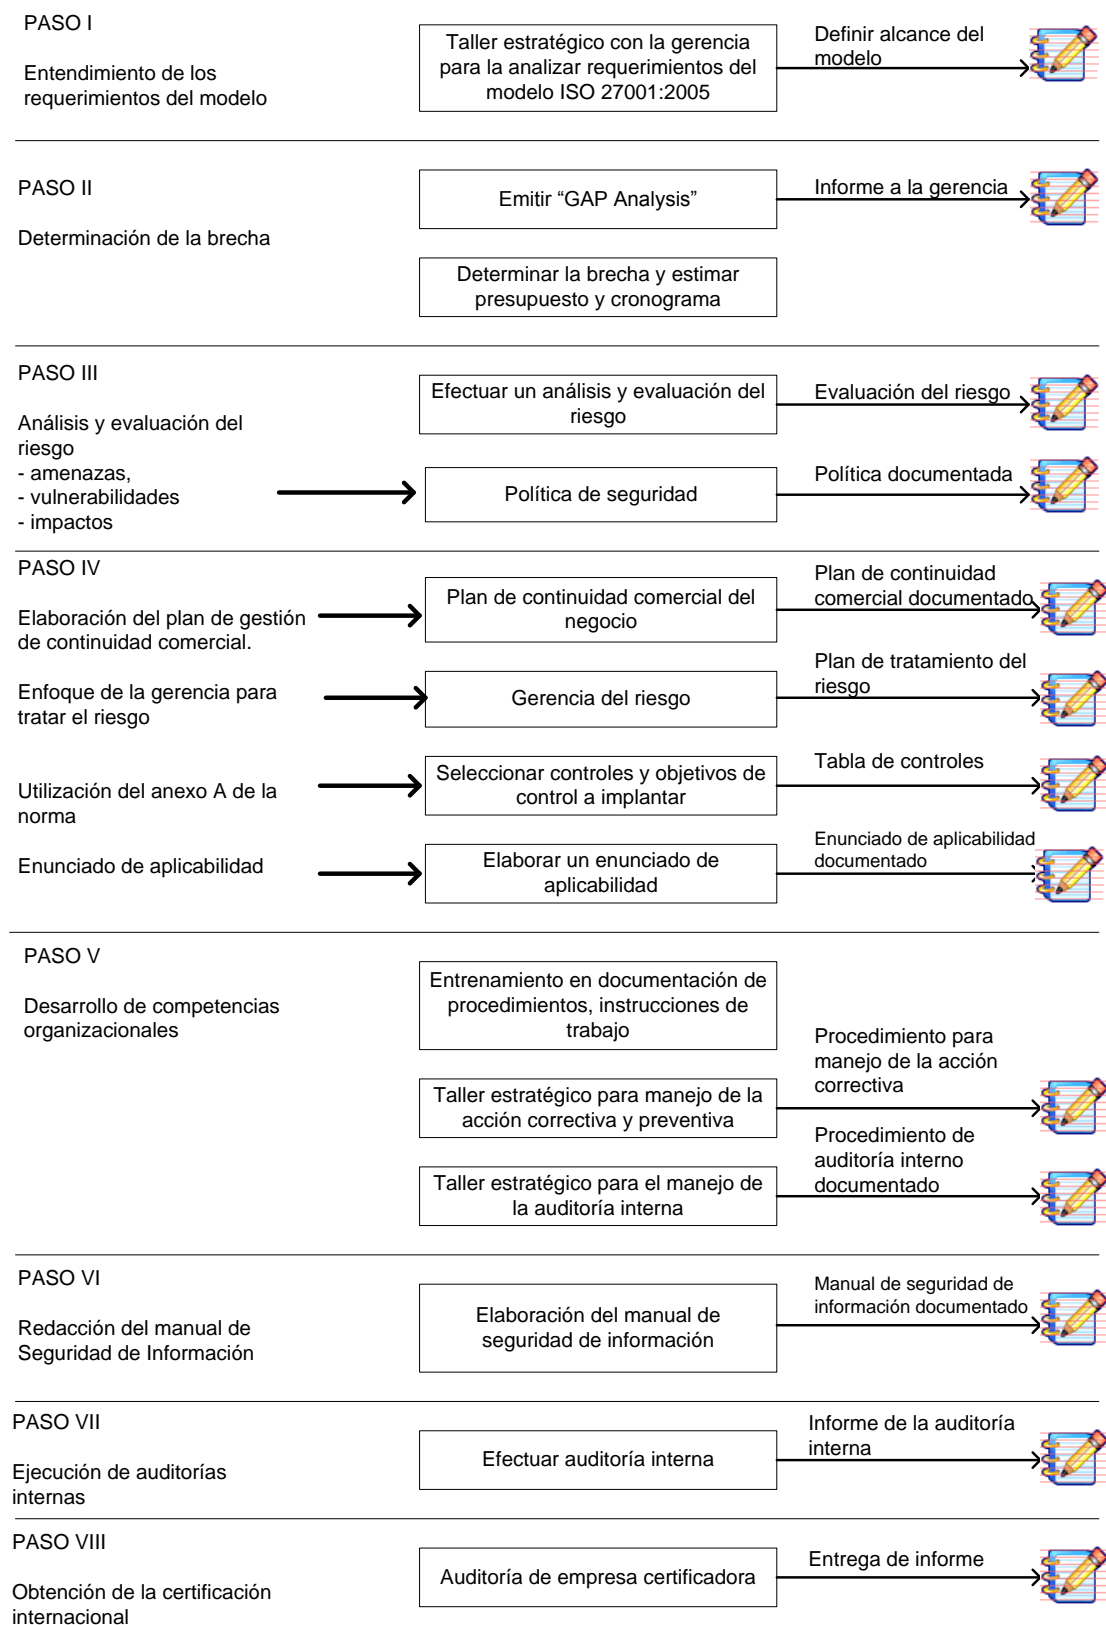 PASO I
Entendimiento de los
requerimientos del modelo
Taller estratégico con la gerencia
para la analizar requerimientos del
modelo ISO 27001:2005
Definir alcance del
modelo
PASO II
Determinación de la brecha
Emitir “GAP Analysis”
Informe a la gerencia
Determinar la brecha y estimar
presupuesto y cronograma
PASO III
Análisis y evaluación del
riesgo
- amenazas,
- vulnerabilidades
- impactos
Efectuar un análisis y evaluación del
riesgo
Evaluación del riesgo
Política de seguridad
Política documentada
PASO IV
Elaboración del plan de gestión
de continuidad comercial.
Plan de continuidad comercial del
negocio
Plan de continuidad
comercial documentado
Enfoque de la gerencia para
tratar el riesgo
Gerencia del riesgo
Plan de tratamiento del
riesgo
Utilización del anexo A de la
norma
Seleccionar controles y objetivos de
control a implantar
Tabla de controles
Enunciado de aplicabilidad
Elaborar un enunciado de
aplicabilidad
Enunciado de aplicabilidad
documentado
PASO V
Desarrollo de competencias
organizacionales
Entrenamiento en documentación de
procedimientos, instrucciones de
trabajo
Taller estratégico para manejo de la
acción correctiva y preventiva
Procedimiento para
manejo de la acción
correctiva
Taller estratégico para el manejo de
la auditoría interna
Procedimiento de
auditoría interno
documentado
PASO VI
Redacción del manual de
Seguridad de Información
Elaboración del manual de
seguridad de información
Manual de seguridad de
información documentado
PASO VII
Ejecución de auditorías
internas
Efectuar auditoría interna
Informe de la auditoría
interna
PASO VIII
Obtención de la certificación
internacional
Auditoría de empresa certificadora
Entrega de informe